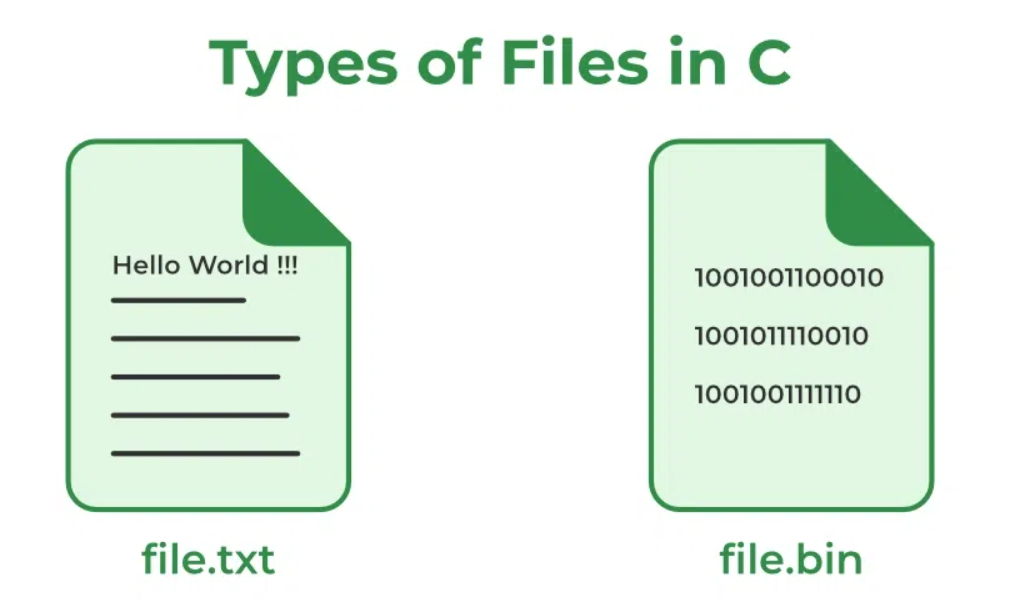 Types of Files in C
Hello World !!!
1001001100010
1001011110010
1001001111110
file.txt
file.bin